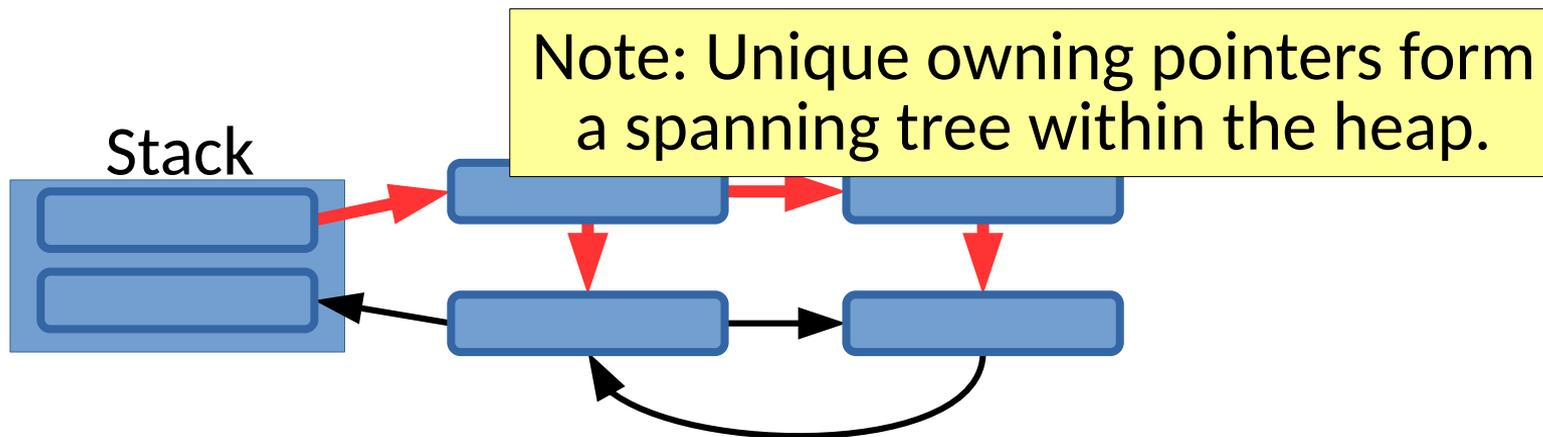 Note: Unique owning pointers form
a spanning tree within the heap.
Stack